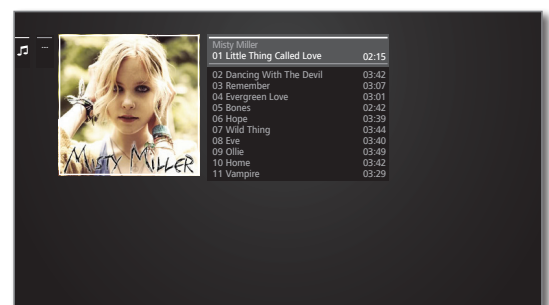 ...
MISTY MILLER
Misty Miller
01 Little Thing Called Love 02:15
02 Dancing With The Devil 03:42
03 Remember 03:07
04 Evergreen Love 03:01
05 Bones 02:42
06 Hope 03:39
07 Wild Thing 03:44
08 Eve 03:40
09 Ollie 03:49
10 Home 03:42
11 Vampire 03:29